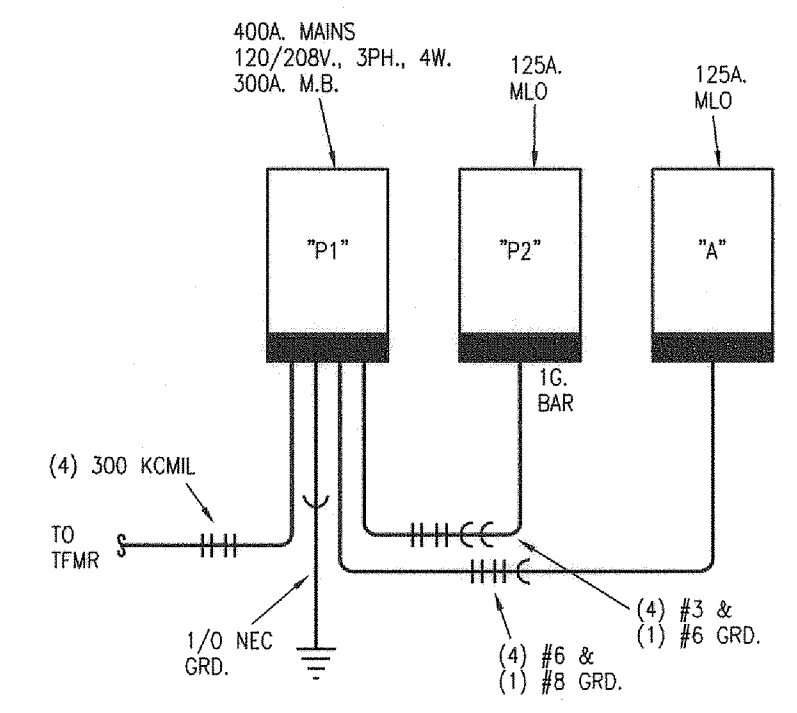 400A. MAINS
120/208V., 3PH., 4W.
300A. M.B.
125A.
MLO
125A.
MLO
"P1"
"P2"
"A"
1G.
BAR
(4) 300 KCMIL
TO
TFMR
1/0 NEC
GRD.
(4) #6 &
(1) #8 GRD.
(4) #3 &
(1) #6 GRD.